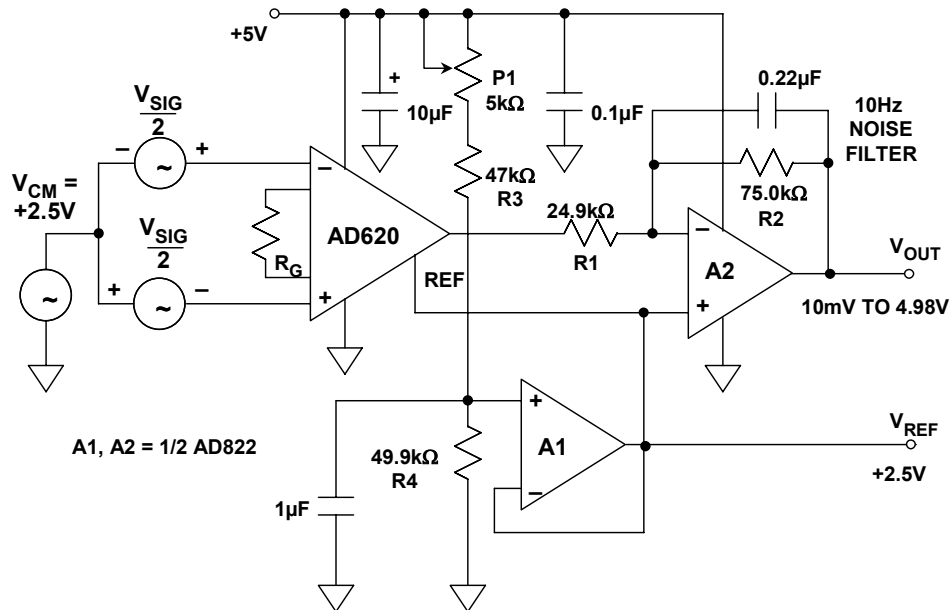 +5V
+
P1
5kΩ
10µF
0.1µF
0.22µF
10Hz
NOISE
FILTER
V_SIG
2
−
+
~
V_CM =
+2.5V
V_SIG
2
+
−
~
~
−
AD620
R_G
+
REF
47kΩ
R3
24.9kΩ
R1
75.0kΩ
R2
−
A2
+
V_OUT
10mV TO 4.98V
A1, A2 = 1/2 AD822
49.9kΩ
R4
1µF
+
A1
−
V_REF
+2.5V